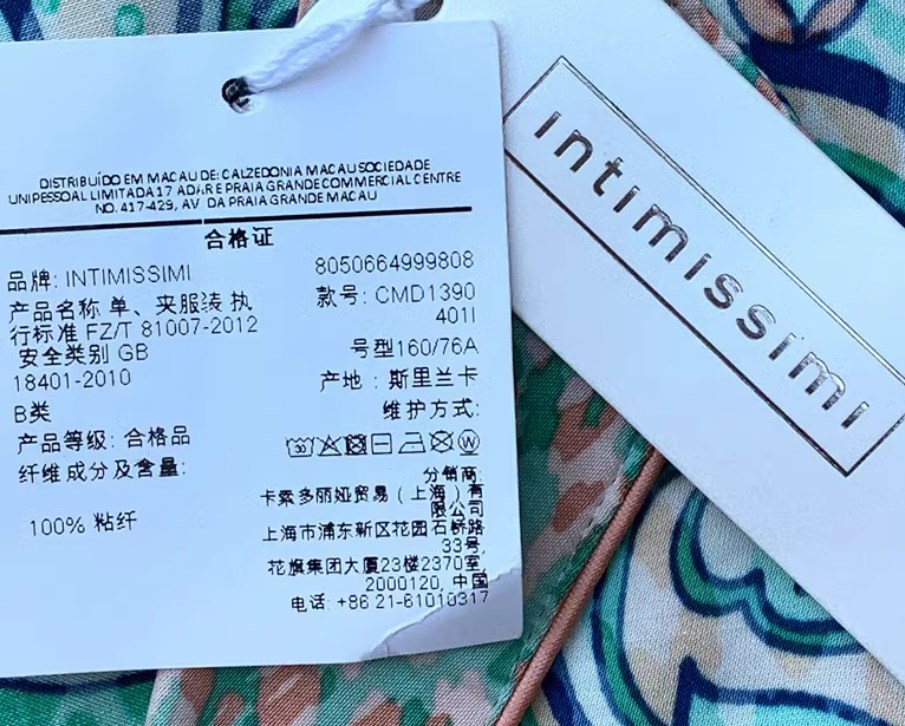 DISTRIBUÍDO EM MACAU DE: CALZEDONIA MACAU SOCIEDADE
UNIPESSOAL LIMITADA 17 ADAR E PRAIA GRANDE COMMERCIAL CENTRE
NO. 417-429, AV DA PRAIA GRANDE MACAU
合格证
品牌: INTIMISSIMI
产品名称 单、夹服装 执
行标准 FZ/T 81007-2012
安全类别 GB
18401-2010
B类
产品等级: 合格品
纤维成分及含量:
100% 粘纤
8050664999808
款号: CMD1390
401I
号型160/76A
产地：斯里兰卡
维护方式:
30 W
分销商:
卡索多丽娅贸易（上海）有
限公司
上海市浦东新区花园石桥路
33号,
花旗集团大厦23楼2370室,
2000120, 中国
电话: +86 21-61010317
intimissimi